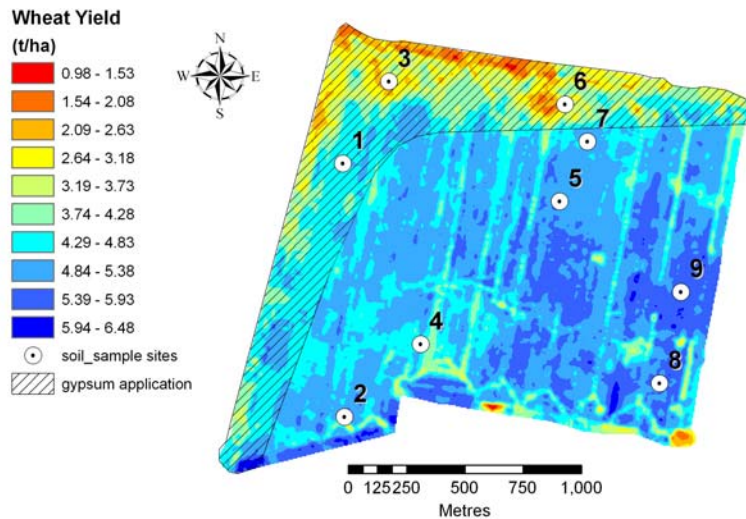 Wheat Yield
(t/ha)
0.98 - 1.53
1.54 - 2.08
2.09 - 2.63
2.64 - 3.18
3.19 - 3.73
3.74 - 4.28
4.29 - 4.83
4.84 - 5.38
5.39 - 5.93
5.94 - 6.48
soil_sample sites
gypsum application
N
W E
S
3
6
7
1
5
9
4
8
2
0 125 250 500 750 1,000
Metres